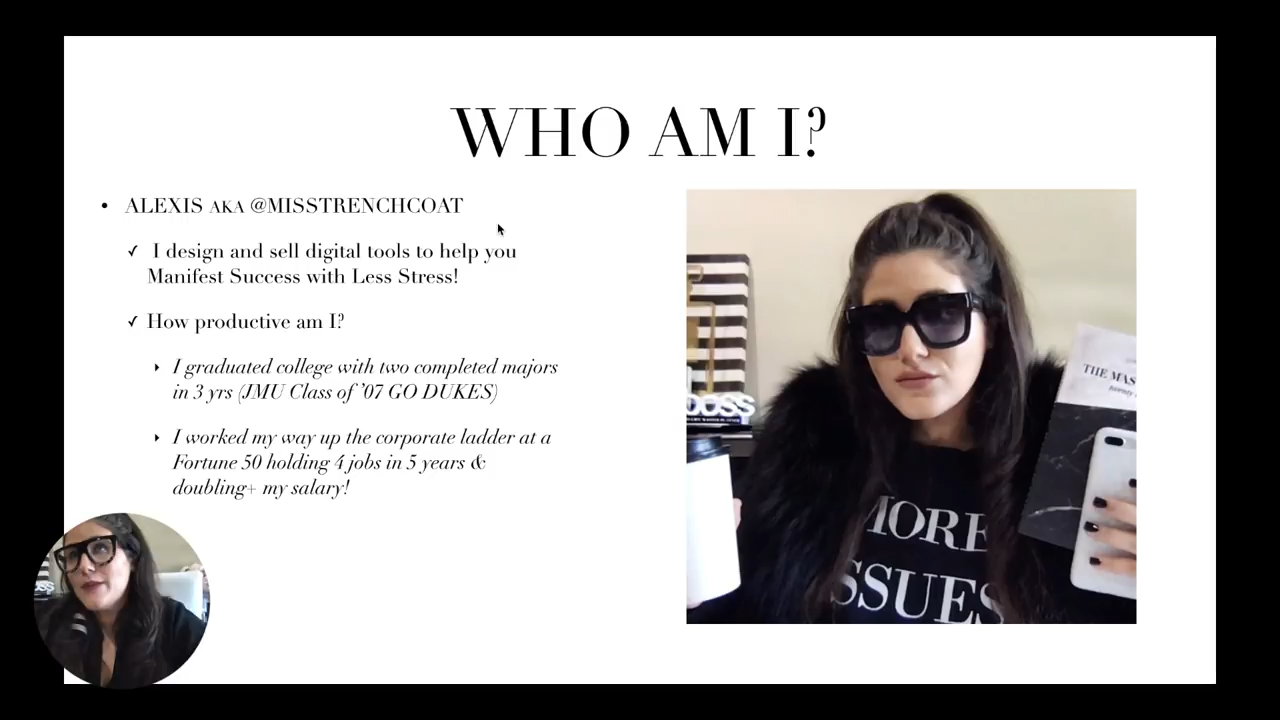 WHO AM I?
• ALEXIS AKA @MISSTRENCHCOAT
✓ I design and sell digital tools to help you
Manifest Success with Less Stress!
✓ How productive am I?
‣ I graduated college with two completed majors
in 3 yrs (JMU Class of ’07 GO DUKES)
‣ I worked my way up the corporate ladder at a
Fortune 50 holding 4 jobs in 5 years &
doubling+ my salary!
BOSS
THE MAS
MORE
ISSUES